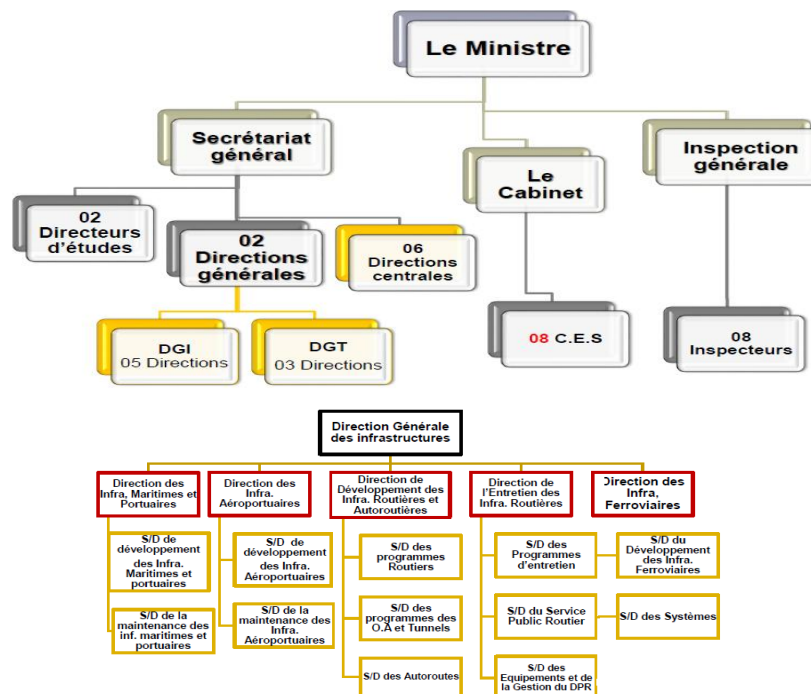 Le Ministre
Secrétariat
général
Le
Cabinet
Inspection
générale
02
Directeurs
d'études
02
Directions
générales
06
Directions
centrales
DGI
05 Directions
DGT
03 Directions
08 C.E.S
08
Inspecteurs
Direction Générale
des infrastructures
Direction des
Infra, Maritimes et
Portuaires
Direction des
Infra.
Aéroportuaires
Direction de
Développement des
Infra. Routières et
Autoroutières
Direction de
l'Entretien des
Infra. Routières
Direction des
Infra,
Ferroviaires
S/D de
développement
des Infra.
Maritimes et
portuaires
S/D de
développement
des Infra.
Aéroportuaires
S/D des
programmes
Routiers
S/D des
Programmes
d'entretien
S/D du
Développement
des Infra.
Ferroviaires
S/D de la
maintenance des
inf. maritimes et
portuaires
S/D de la
maintenance des
Infra.
Aéroportuaires
S/D des
programmes des
O.A et Tunnels
S/D du Service
Public Routier
S/D des Systèmes
S/D des Autoroutes
S/D des
Equipements et de
la Gestion du DPR